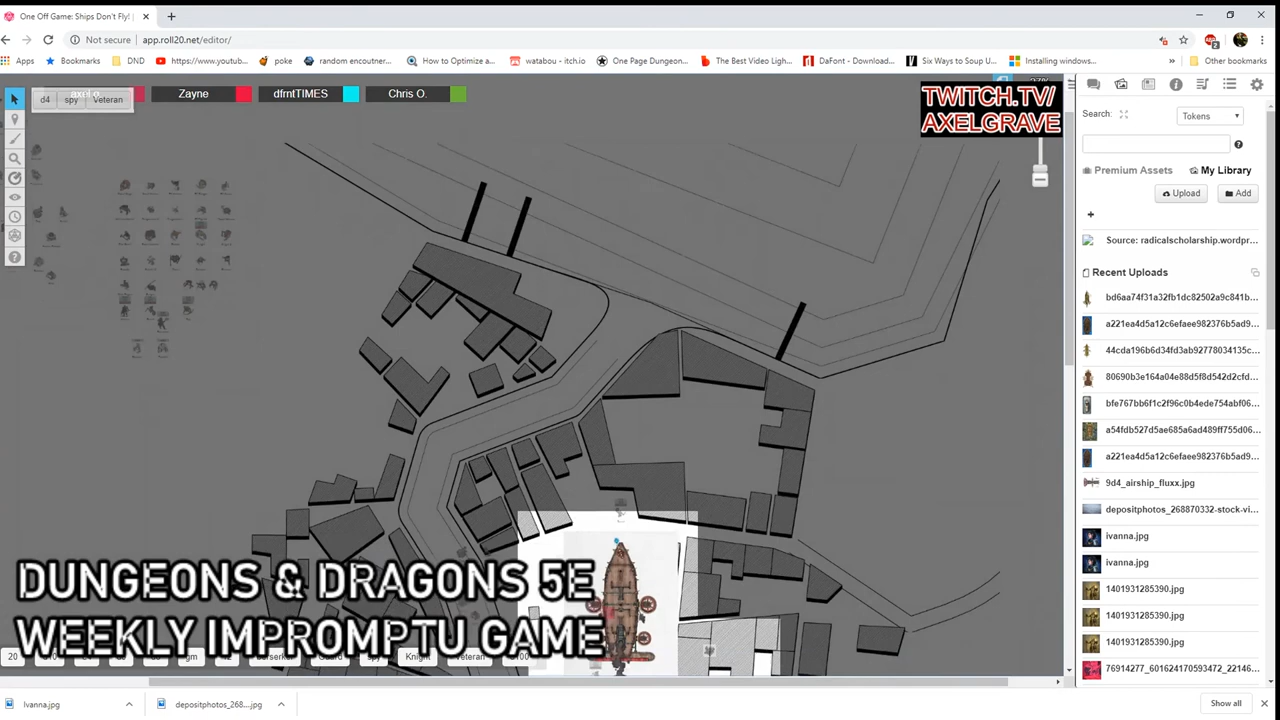 One Off Game: Ships Don't Fly! |
Not secure | app.roll20.net/editor/
Apps Bookmarks DND https://www.youtub... poke random encoutner... How to Optimize a... watabou - itch.io One Page Dungeon... The Best Video Ligh... DaFont - Download... Six Ways to Soup U... Installing windows... Other bookmarks
Zayne dfrntTIMES Chris O.
d4 spy Veteran
TWITCH.TV/
AXELGRAVE
Search: Tokens
Premium Assets My Library
Upload Add
Source: radicalscholarship.wordpr...
Recent Uploads
bd6aa74f31a32fb1dc82502a9c841b...
a221ea4d5a12c6efaee982376b5ad9...
44cda196b6d34fd3ab92778034135c...
80690b3e164a04e88d5f8d542d2cfd...
bfe767bb6f1c2f96c0b4ede754abf06...
a54fdb527d5ae685a6ad489ff755d06...
a221ea4d5a12c6efaee982376b5ad9...
9d4_airship_fluxx.jpg
depositphotos_268870332-stock-vi...
ivanna.jpg
ivanna.jpg
1401931285390.jpg
1401931285390.jpg
1401931285390.jpg
76914277_601624170593472_22146...
DUNGEONS & DRAGONS 5E
WEEKLY IMPROMPTU GAME
20 Knight Veteran
Ivanna.jpg depositphotos_268....jpg Show all